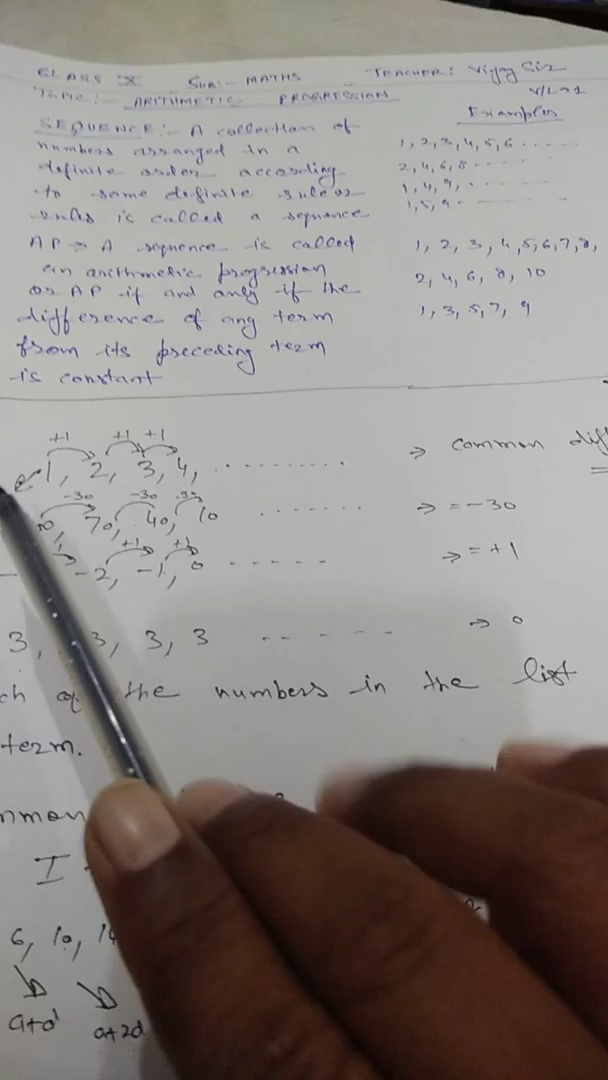 CLASS X SUB:- MATHS TEACHER: Vijay Sir
TOPIC:- ARITHMETIC PROGRESSION V/L-1
SEQUENCE:- A collection of
numbers arranged in a
definite order according
to some definite rule or
rules is called a sequence
Examples
1, 2, 3, 4, 5, 6 ......
2, 4, 6, 8 ......
1, 4, 9, ......
1, 5, 9 ......
AP → A sequence is called
an arithmetic progression
or AP if and only if the
difference of any term
from its preceding term
is constant
1, 2, 3, 4, 5, 6, 7, 8,
2, 4, 6, 8, 10
1, 3, 5, 7, 9
+1 +1 +1
1, 2, 3, 4, ......... → common diff
-30 -30 -30
70, 40, 10 ....... → = -30
+1 +1
-2, -1, 0 ...... → = +1
3, 3, 3, 3 ...... → 0
of the numbers in the list
term.
I
6, 10, 14
a+d a+2d